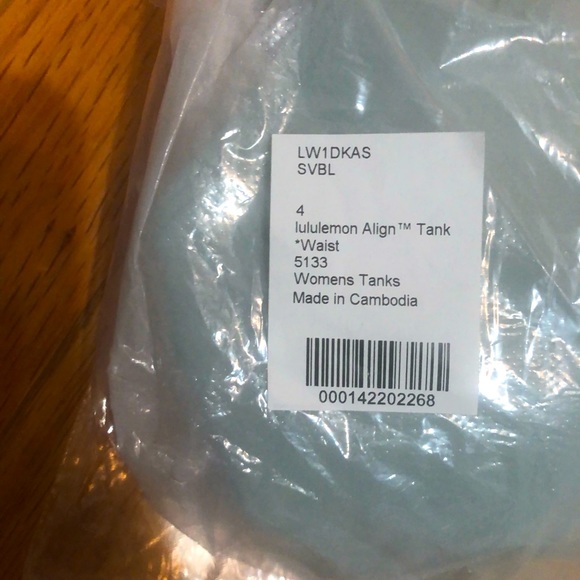 LW1DKAS
SVBL
4
lululemon Align™ Tank
*Waist
5133
Womens Tanks
Made in Cambodia
000142202268